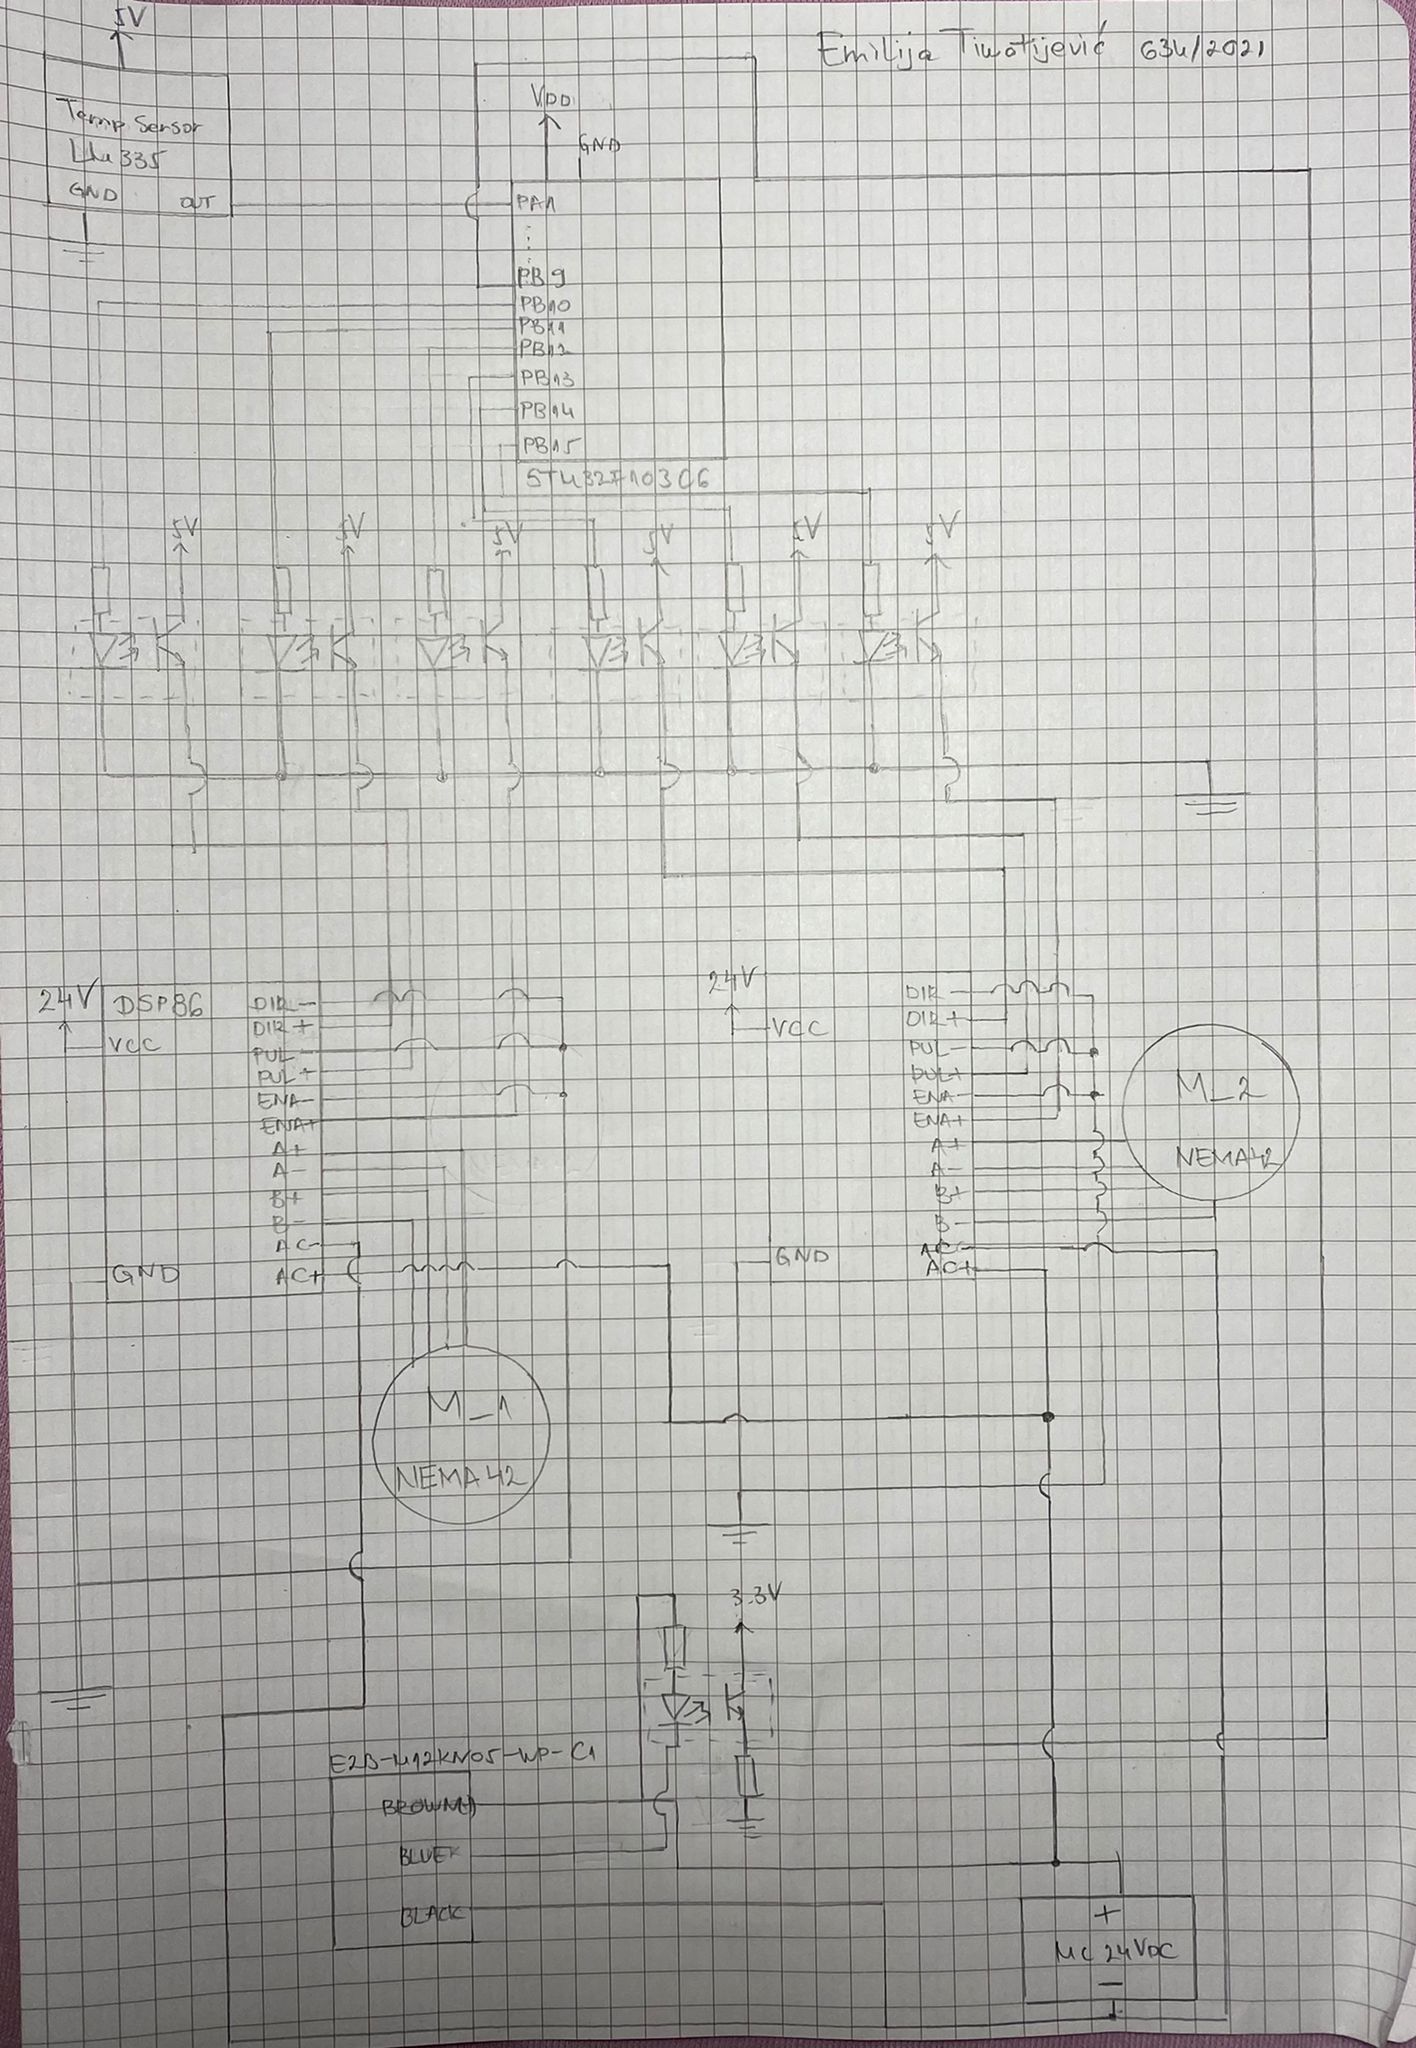 5V
Emilija Timotijević 634/2021
VDD
GND
Temp Sensor
LM335
GND
OUT
PA1
PB9
PB10
PB11
PB12
PB13
PB14
PB15
STM32F103C6
5V
5V
5V
5V
5V
5V
24V
DSP86
VCC
DIR-
DIR+
PUL-
PUL+
ENA-
ENA+
A+
A-
B+
B-
AC-
AC+
GND
24V
VCC
DIR-
DIR+
PUL-
PUL+
ENA-
ENA+
A+
A-
B+
B-
AC-
AC+
GND
M_2
NEMA42
M_1
NEMA42
3.3V
E2B-M12KN05-WP-C1
BROWN
BLUE
BLACK
+
MC 24VDC
-